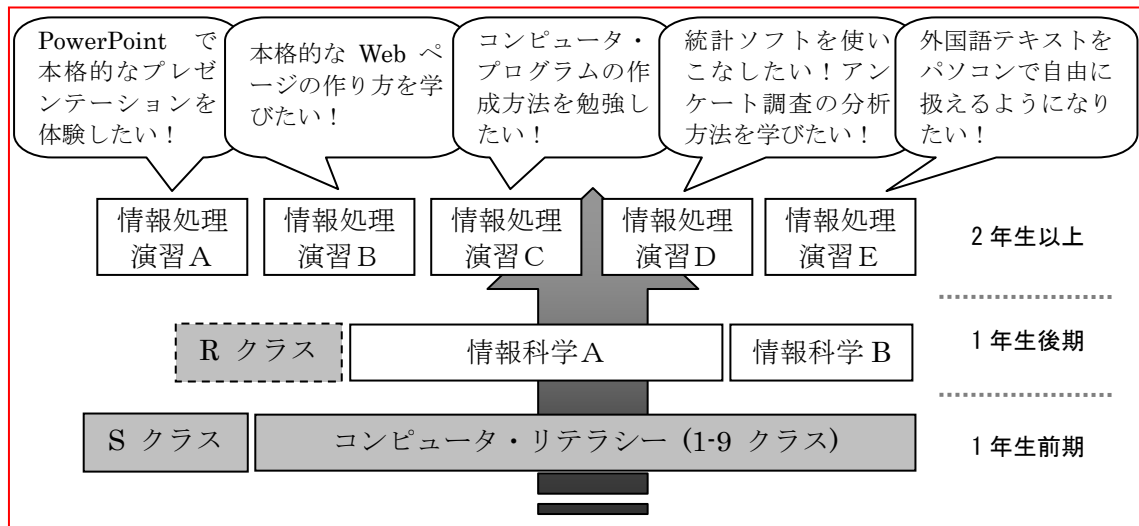 PowerPoint で
本格的なプレゼ
ンテーションを
体験したい！
本格的な Web ペ
ージの作り方を学
びたい！
コンピュータ・
プログラムの作
成方法を勉強し
たい！
統計ソフトを使い
こなしたい！アン
ケート調査の分析
方法を学びたい！
外国語テキストを
パソコンで自由に
扱えるようになり
たい！
情報処理
演習A
情報処理
演習B
情報処理
演習C
情報処理
演習D
情報処理
演習E
2 年生以上
R クラス
情報科学A
情報科学 B
1 年生後期
S クラス
コンピュータ・リテラシー (1-9 クラス)
1 年生前期